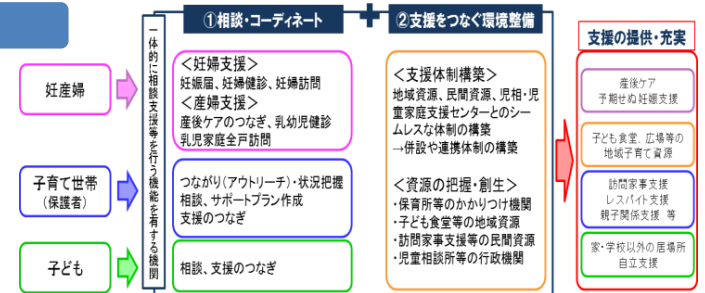 ①相談・コーディネート
②支援をつなぐ環境整備
支援の提供・充実
一体的に相談支援等を行う機能を有する機関
妊産婦
子育て世帯
(保護者)
子ども
<妊婦支援>
妊娠届、妊婦健診、妊婦訪問
<産婦支援>
産後ケアのつなぎ、乳幼児健診
乳児家庭全戸訪問
つながり(アウトリーチ)・状況把握
相談、サポートプラン作成
支援のつなぎ
相談、支援のつなぎ
<支援体制構築>
地域資源、民間資源、児相・児
童家庭支援センターとのシー
ムレスな体制の構築
→併設や連携体制の構築
<資源の把握・創生>
・保育所等のかかりつけ機関
・子ども食堂等の地域資源
・訪問家事支援等の民間資源
・児童相談所等の行政機関
産後ケア
予期せぬ妊娠支援
子ども食堂、広場等の
地域子育て資源
訪問家事支援
レスパイト支援
親子関係支援 等
家・学校以外の居場所
自立支援